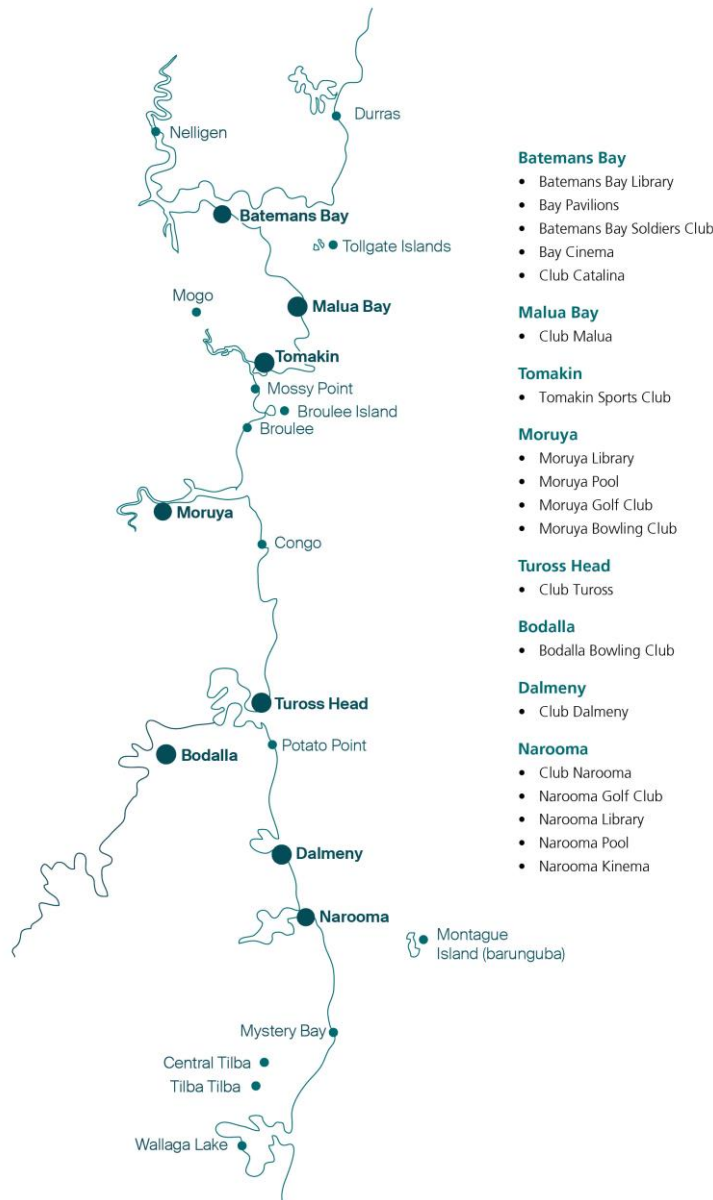 Durras
Nelligen
Batemans Bay
Tollgate Islands
Mogo
Malua Bay
Tomakin
Mossy Point
Broulee Island
Broulee
Moruya
Congo
Tuross Head
Potato Point
Bodalla
Dalmeny
Narooma
Montague
Island (barunguba)
Mystery Bay
Central Tilba
Tilba Tilba
Wallaga Lake
Batemans Bay
• Batemans Bay Library
• Bay Pavilions
• Batemans Bay Soldiers Club
• Bay Cinema
• Club Catalina
Malua Bay
• Club Malua
Tomakin
• Tomakin Sports Club
Moruya
• Moruya Library
• Moruya Pool
• Moruya Golf Club
• Moruya Bowling Club
Tuross Head
• Club Tuross
Bodalla
• Bodalla Bowling Club
Dalmeny
• Club Dalmeny
Narooma
• Club Narooma
• Narooma Golf Club
• Narooma Library
• Narooma Pool
• Narooma Kinema